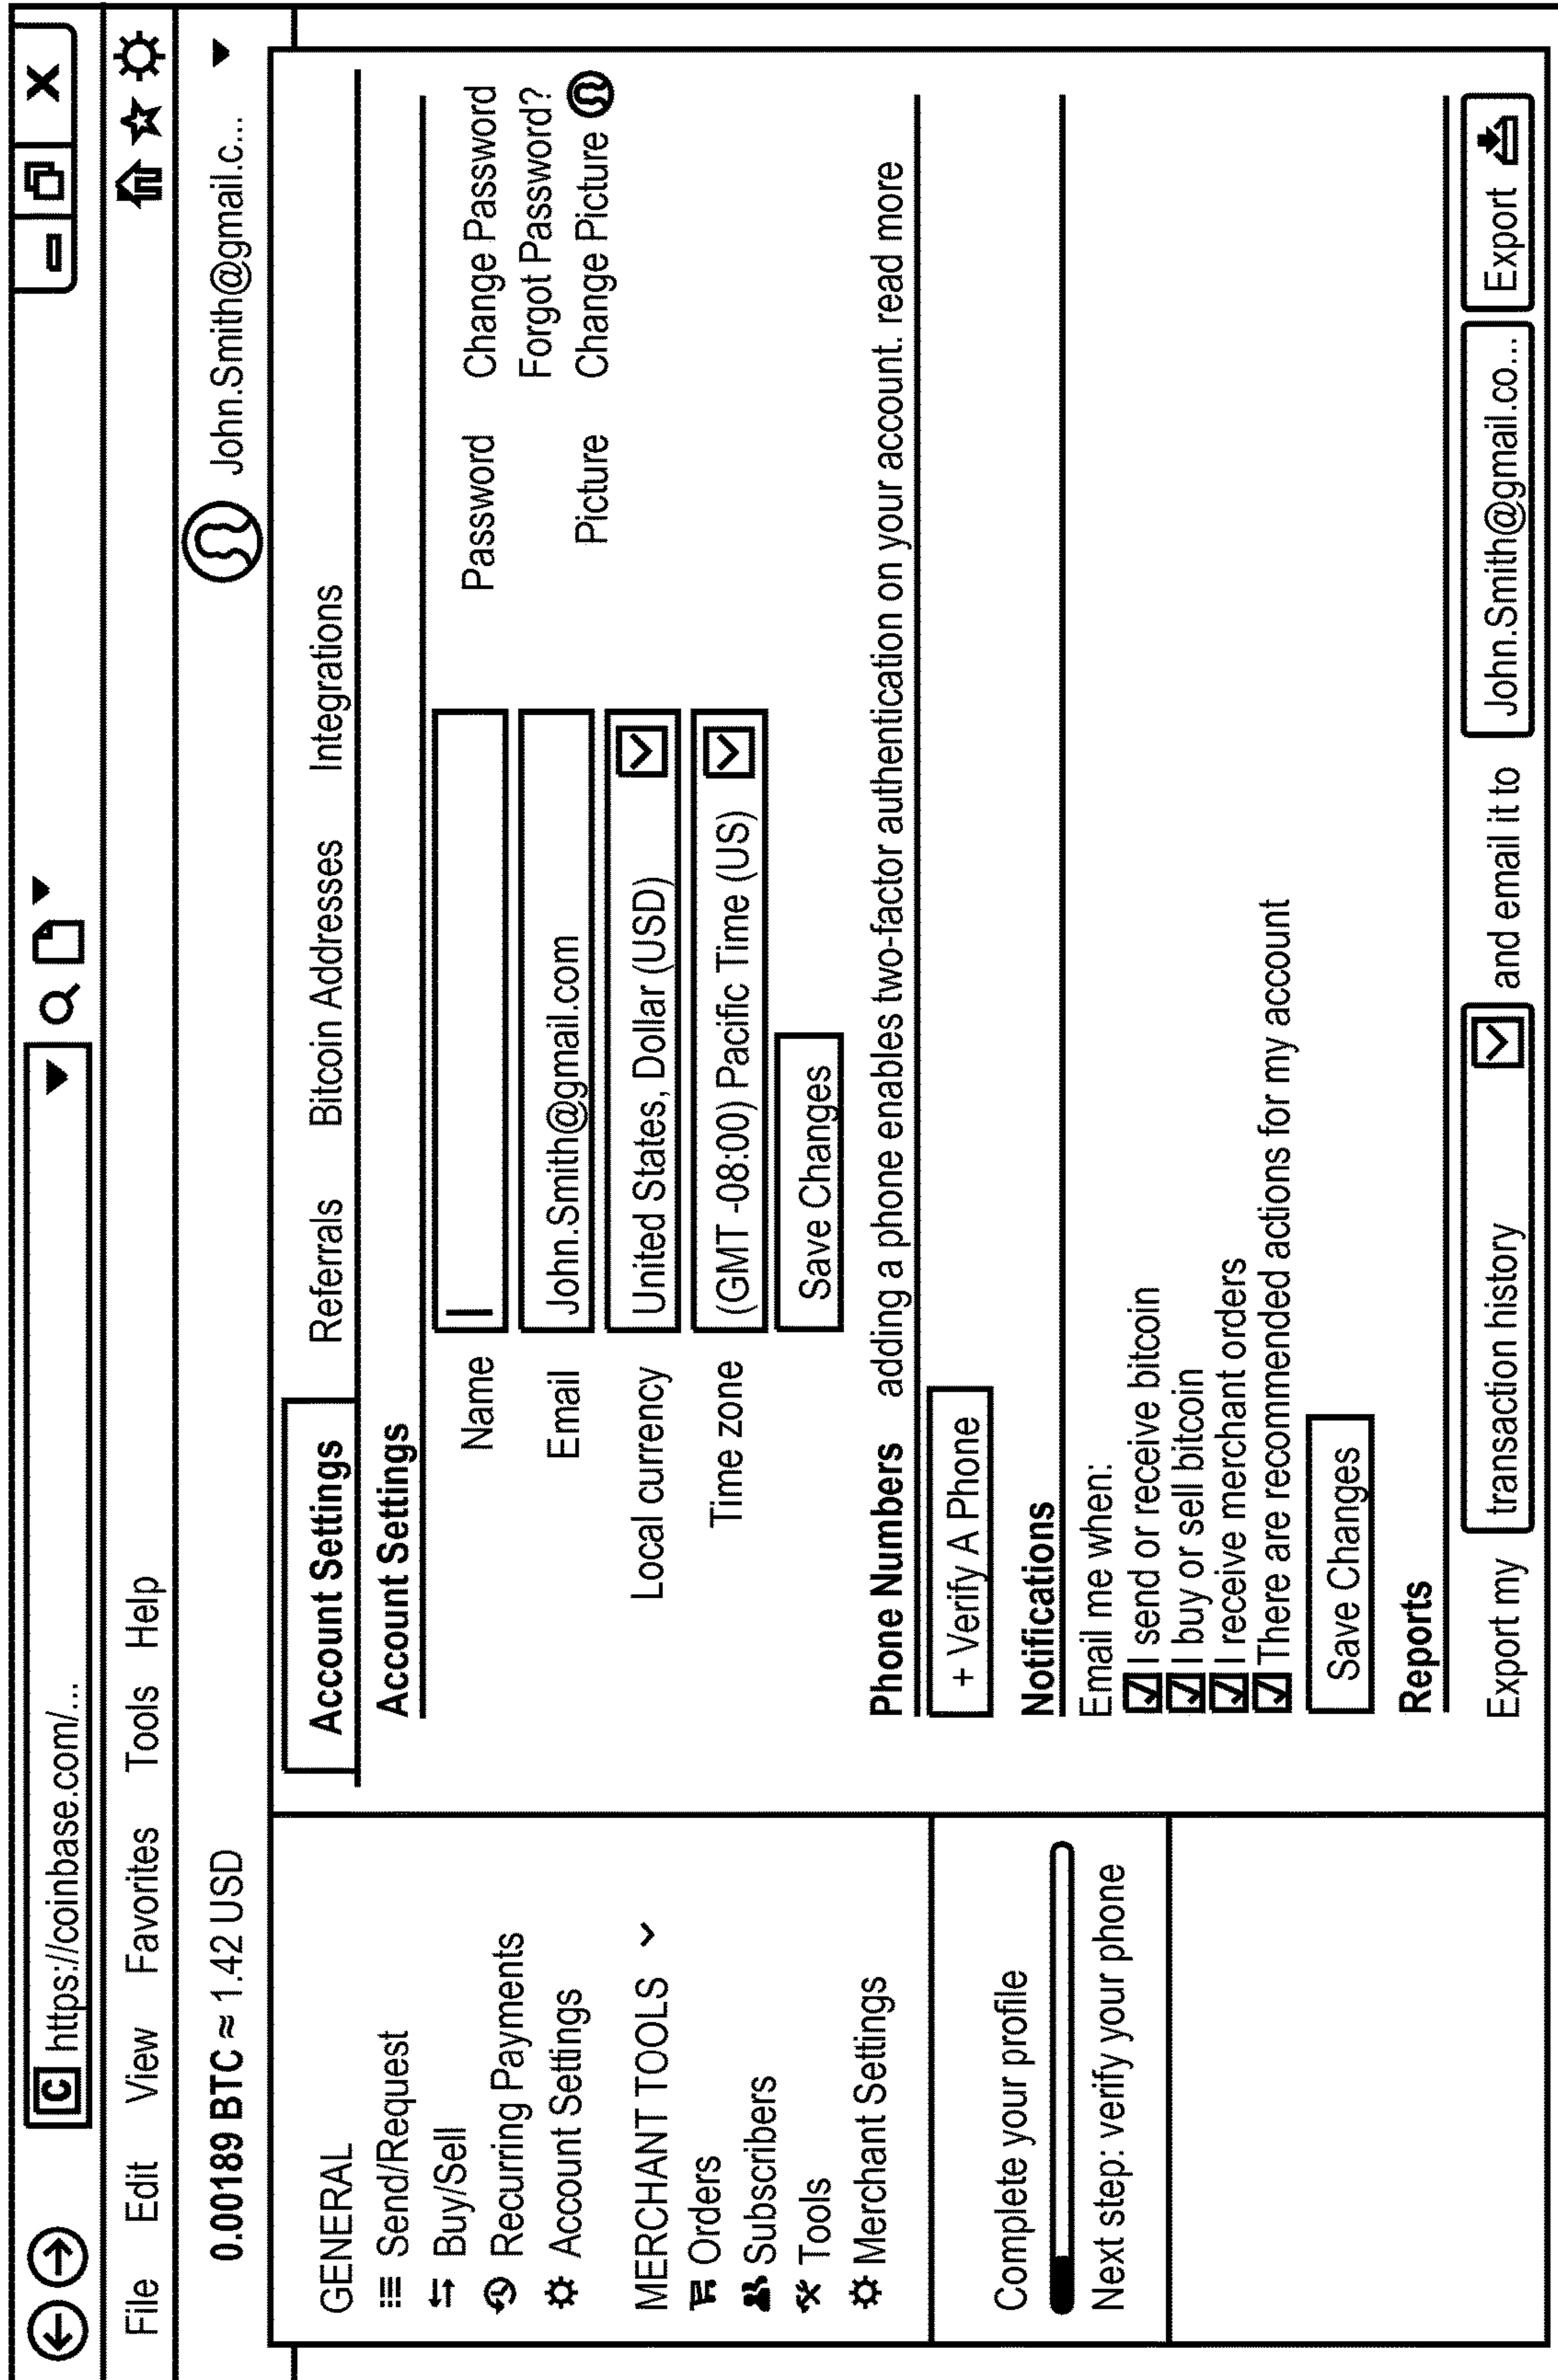 X
C https://coinbase.com/...
File Edit View Favorites Tools Help
0.00189 BTC ≈ 1.42 USD
John.Smith@gmail.c...
GENERAL
Send/Request
Buy/Sell
Recurring Payments
Account Settings
MERCHANT TOOLS
Orders
Subscribers
Tools
Merchant Settings
Complete your profile
Next step: verify your phone
Account Settings Referrals Bitcoin Addresses Integrations
Account Settings
Name
Email John.Smith@gmail.com
Local currency United States, Dollar (USD)
Time zone (GMT -08:00) Pacific Time (US)
Save Changes
Password Change Password
Forgot Password?
Picture Change Picture
Phone Numbers adding a phone enables two-factor authentication on your account. read more
+ Verify A Phone
Notifications
Email me when:
I send or receive bitcoin
I buy or sell bitcoin
I receive merchant orders
There are recommended actions for my account
Save Changes
Reports
Export my transaction history and email it to John.Smith@gmail.co... Export